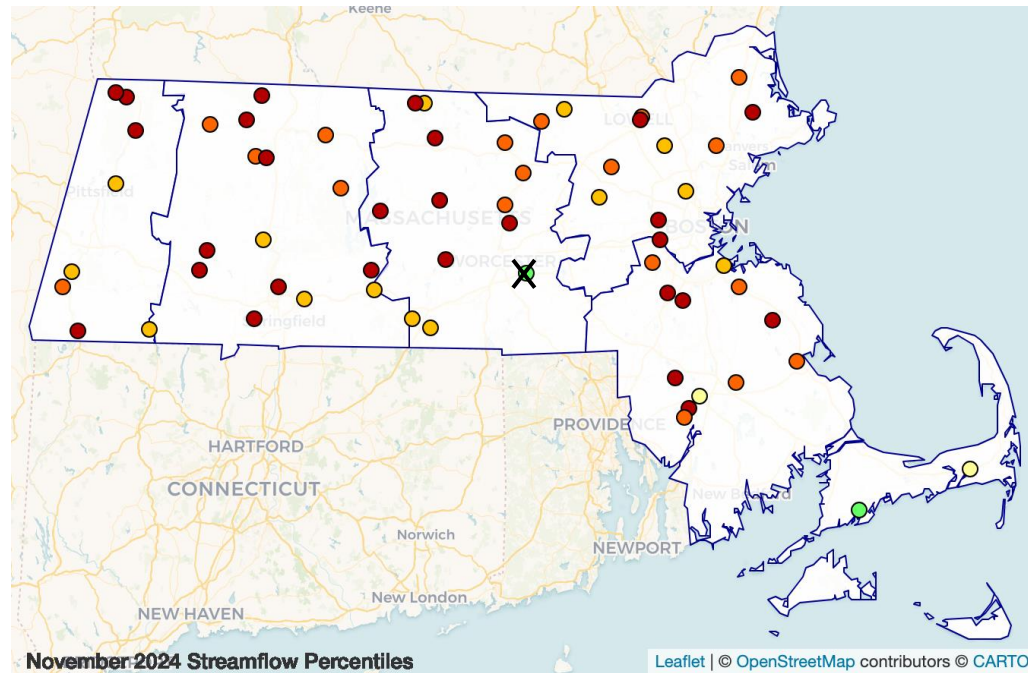 Keene
LOWELL
Danvers
Salem
Pittsfield
MASSACHUSETTS
BOSTON
WORCESTER
Springfield
PROVIDENCE
HARTFORD
CONNECTICUT
New Bedford
Norwich
NEWPORT
New London
NEW HAVEN
November 2024 Streamflow Percentiles
Leaflet | © OpenStreetMap contributors © CARTO